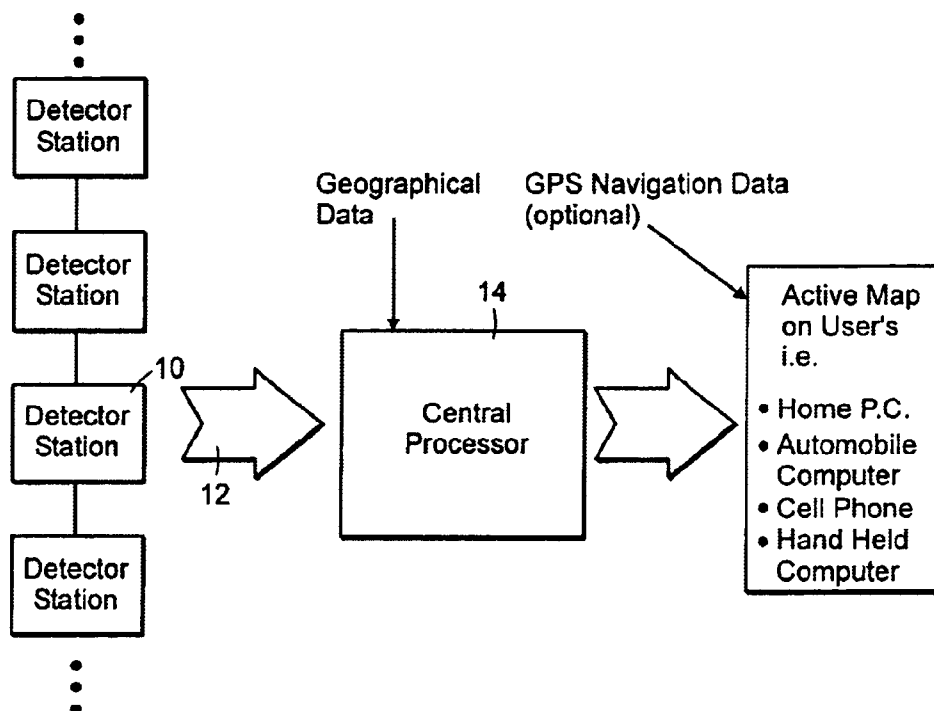 Detector
Station
Detector
Station
10
Detector
Station
Detector
Station
12
Geographical
Data
14
Central
Processor
GPS Navigation Data
(optional)
Active Map
on User's
i.e.
• Home P.C.
• Automobile
Computer
• Cell Phone
• Hand Held
Computer